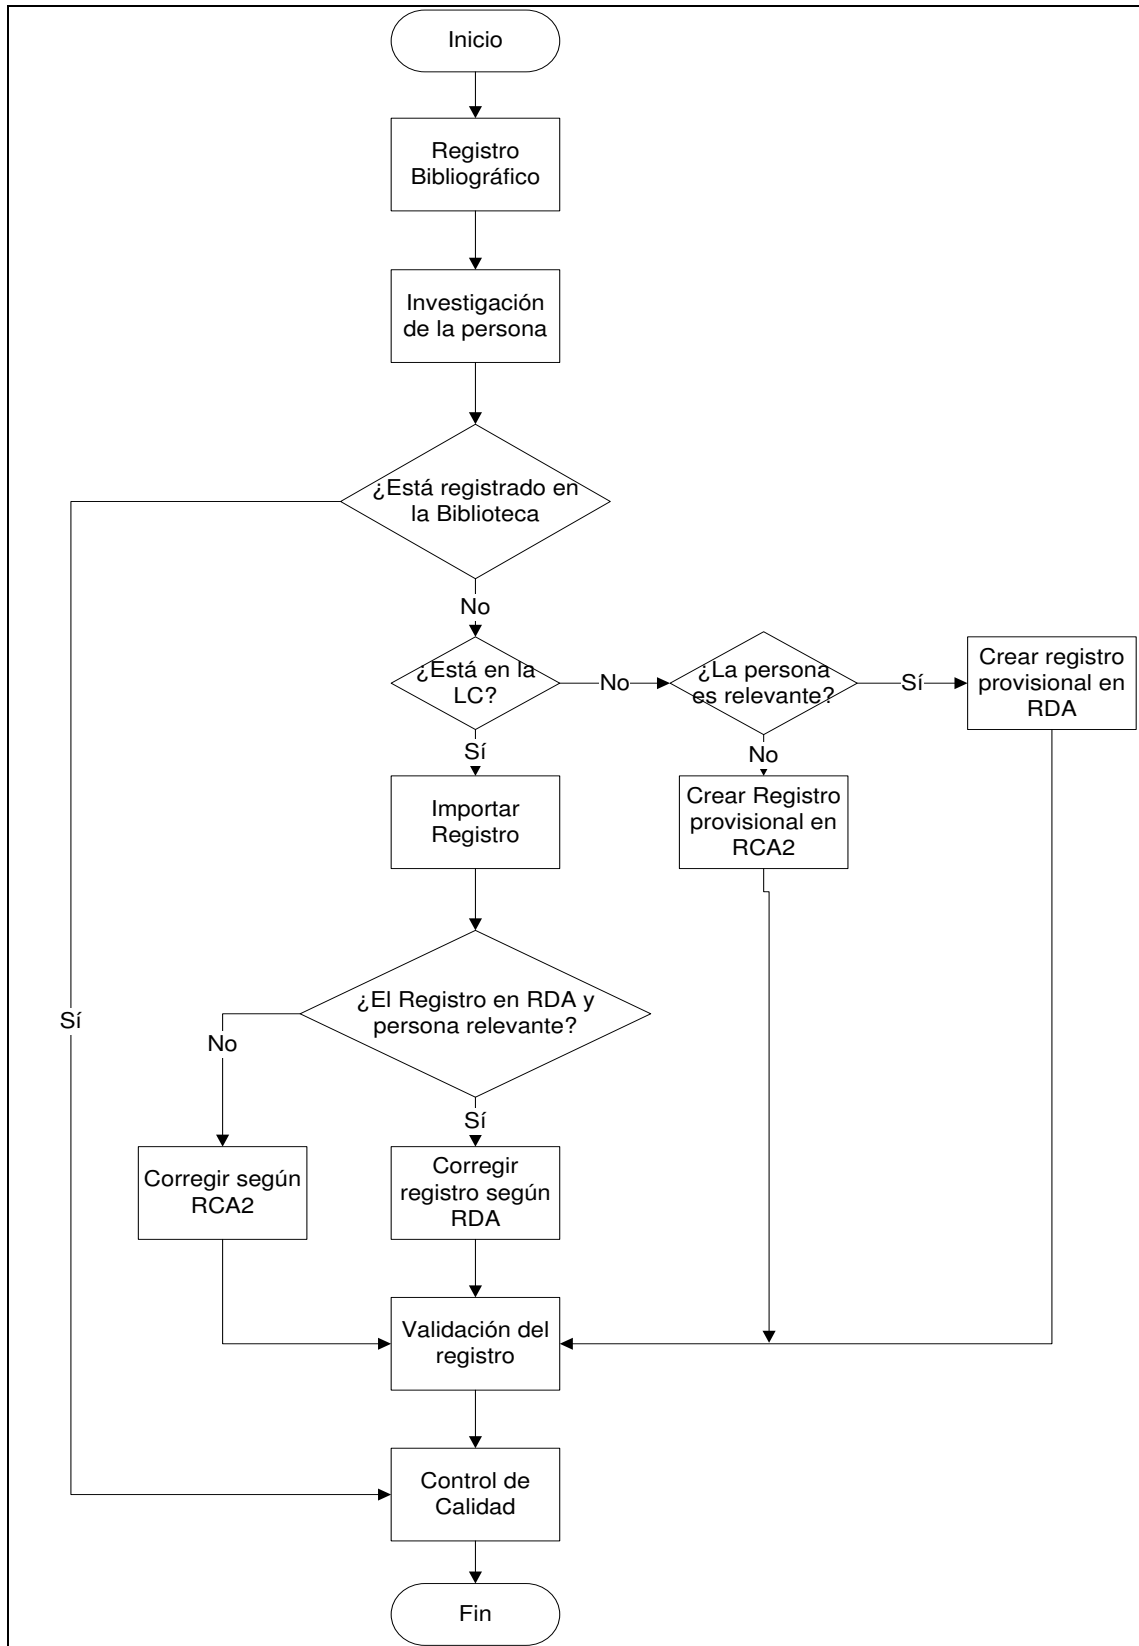 Inicio
Registro
Bibliográfico
Investigación
de la persona
¿Está registrado en
la Biblioteca
No
¿Está en la
LC?
No
¿La persona
es relevante?
Sí
Crear registro
provisional en
RDA
Sí
No
Importar
Registro
Crear Registro
provisional en
RCA2
¿El Registro en RDA y
persona relevante?
Sí
No
Sí
Corregir según
RCA2
Corregir
registro según
RDA
Validación del
registro
Control de
Calidad
Fin